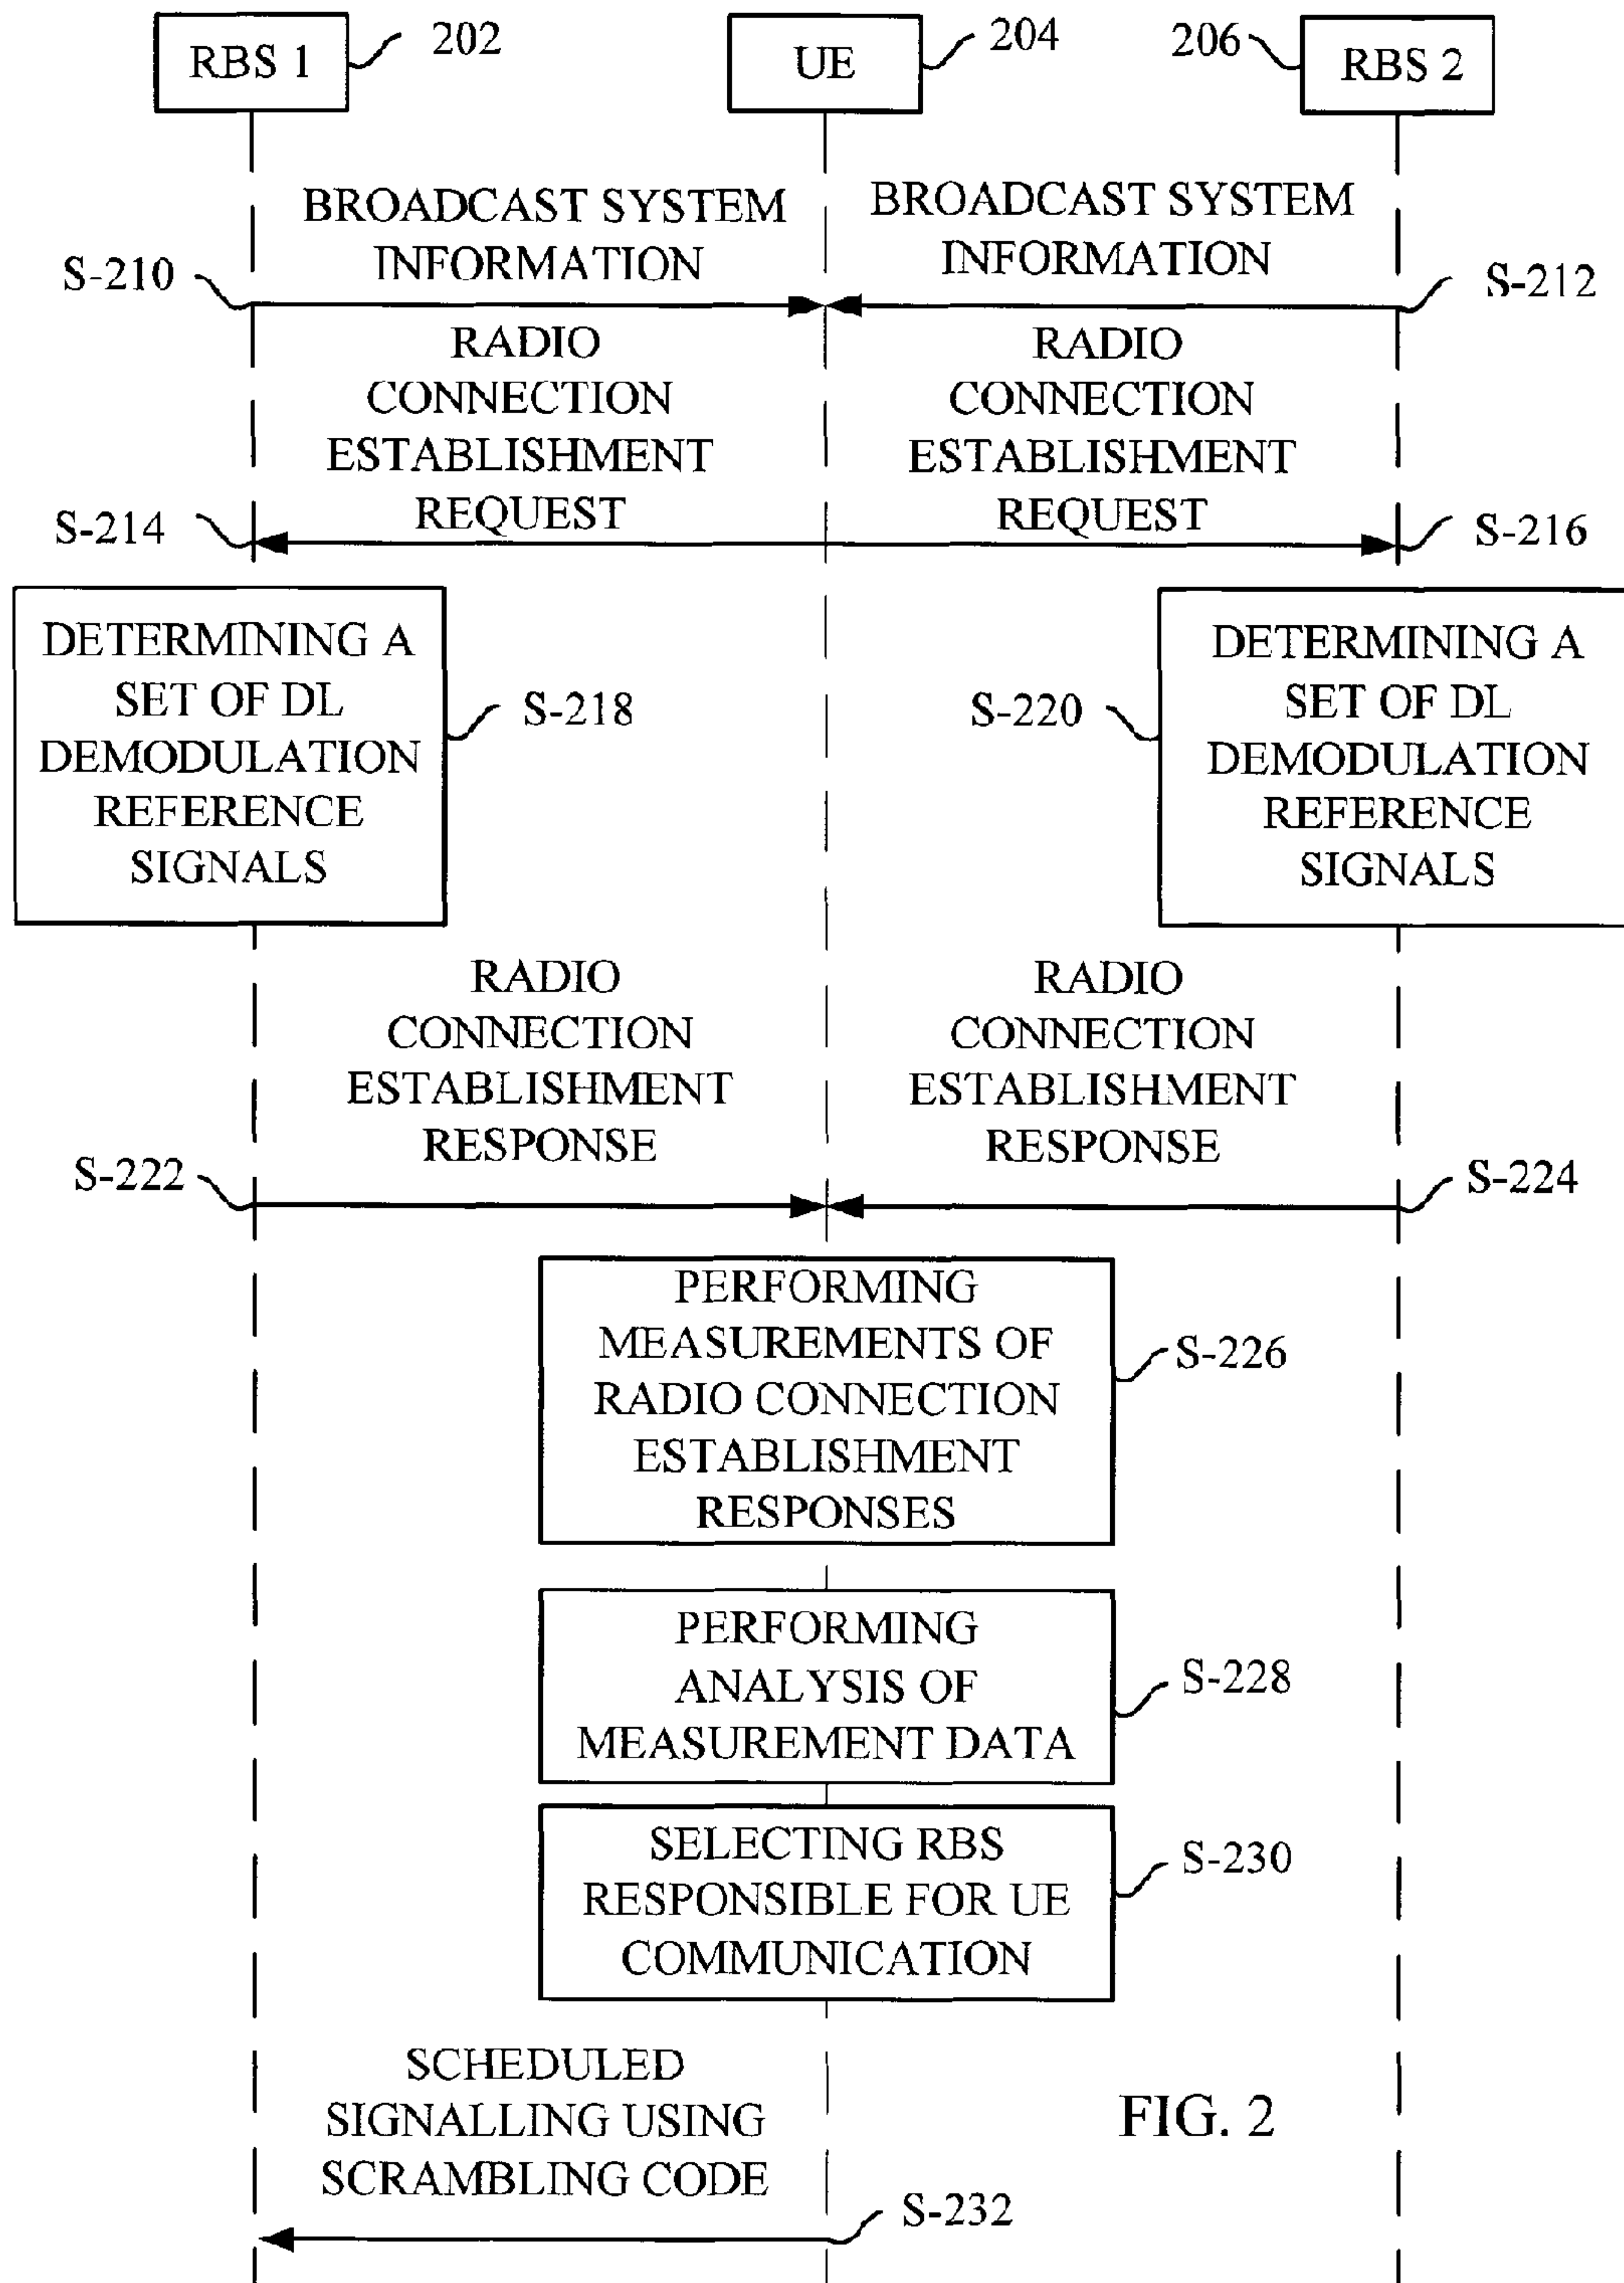 RBS 1
202
UE
204
206
RBS 2
BROADCAST SYSTEM
INFORMATION
BROADCAST SYSTEM
INFORMATION
S-210
S-212
RADIO
CONNECTION
ESTABLISHMENT
REQUEST
RADIO
CONNECTION
ESTABLISHMENT
REQUEST
S-214
S-216
DETERMINING A
SET OF DL
DEMODULATION
REFERENCE
SIGNALS
S-218
S-220
DETERMINING A
SET OF DL
DEMODULATION
REFERENCE
SIGNALS
RADIO
CONNECTION
ESTABLISHMENT
RESPONSE
RADIO
CONNECTION
ESTABLISHMENT
RESPONSE
S-222
S-224
PERFORMING
MEASUREMENTS OF
RADIO CONNECTION
ESTABLISHMENT
RESPONSES
S-226
PERFORMING
ANALYSIS OF
MEASUREMENT DATA
S-228
SELECTING RBS
RESPONSIBLE FOR UE
COMMUNICATION
S-230
SCHEDULED
SIGNALLING USING
SCRAMBLING CODE
FIG. 2
S-232